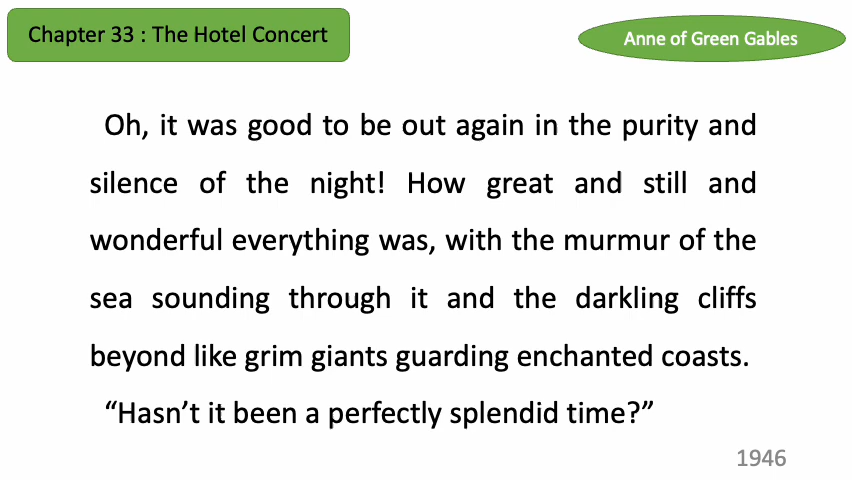 Chapter 33 : The Hotel Concert
Anne of Green Gables
Oh, it was good to be out again in the purity and
silence of the night! How great and still and
wonderful everything was, with the murmur of the
sea sounding through it and the darkling cliffs
beyond like grim giants guarding enchanted coasts.
“Hasn’t it been a perfectly splendid time?”
1946